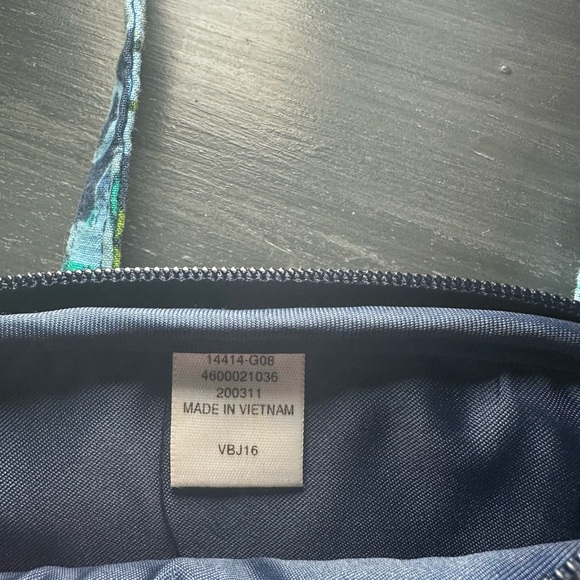 14414-G08
4600021036
200311
MADE IN VIETNAM
VBJ16